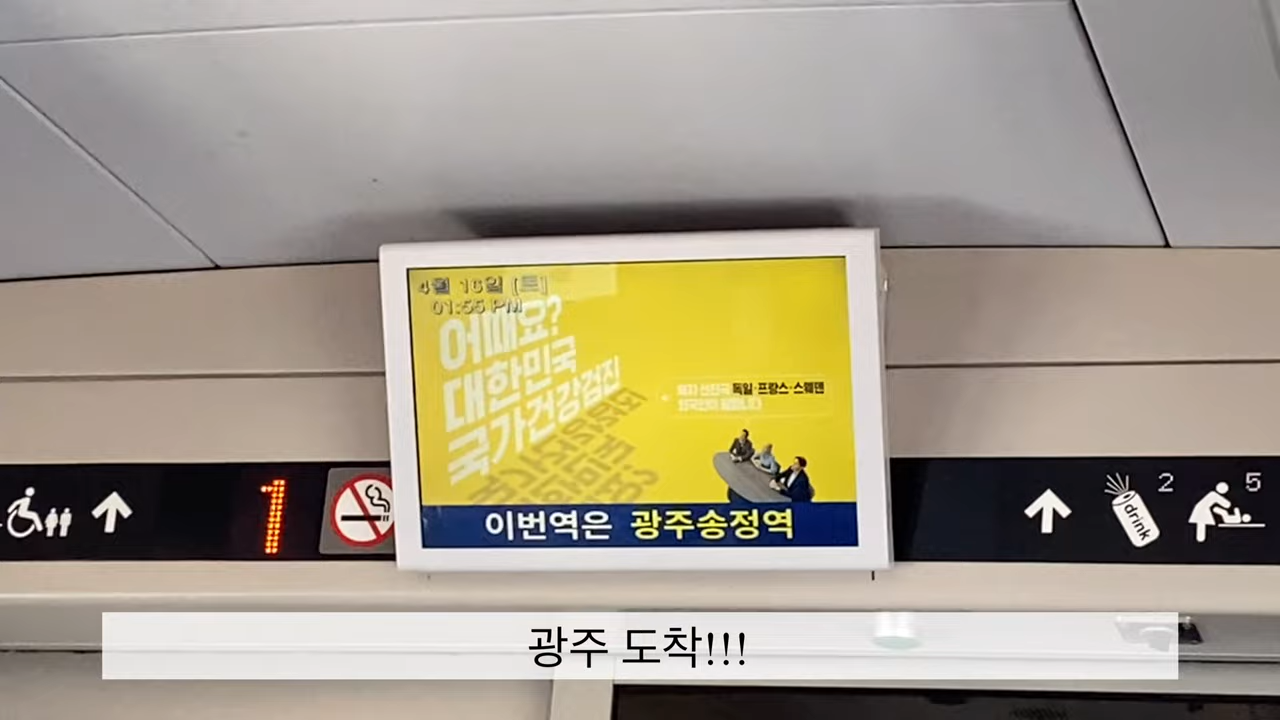 4월 16일 [토]
01:55 PM
어때요?
대한민국
국가건강검진
독일·프랑스·스웨덴
이번역은 광주송정역
1
drink
2
5
광주 도착!!!